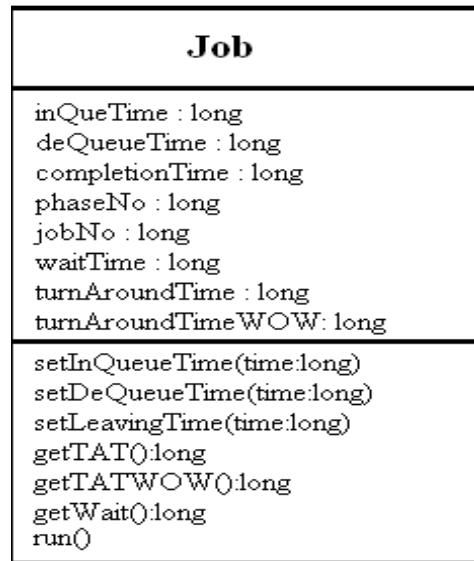 Job
inQueTime : long
deQueueTime : long
completionTime : long
phaseNo : long
jobNo : long
waitTime : long
turnAroundTime : long
turnAroundTimeWOW: long
setInQueueTime(time:long)
setDeQueueTime(time:long)
setLeavingTime(time:long)
getTAT():long
getTATWOW():long
getWait():long
run()